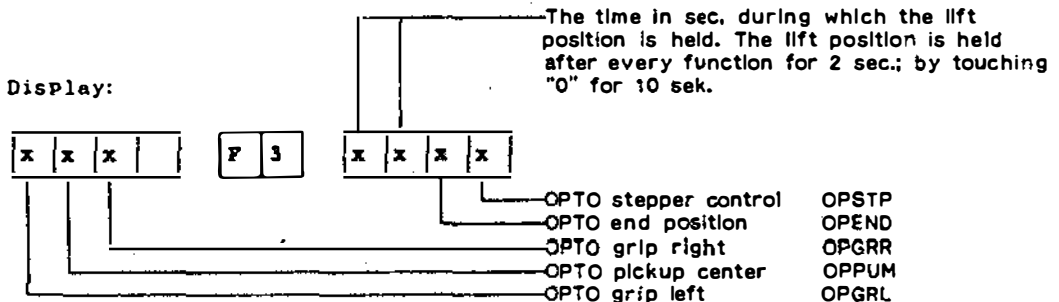 The time in sec. during which the lift
position is held. The lift position is held
after every function for 2 sec.; by touching
"0" for 10 sek.
Display:
x x x F 3 x x x x
OPTO stepper control OPSTP
OPTO end position OPEND
OPTO grip right OPGRR
OPTO pickup center OPPUM
OPTO grip left OPGRL